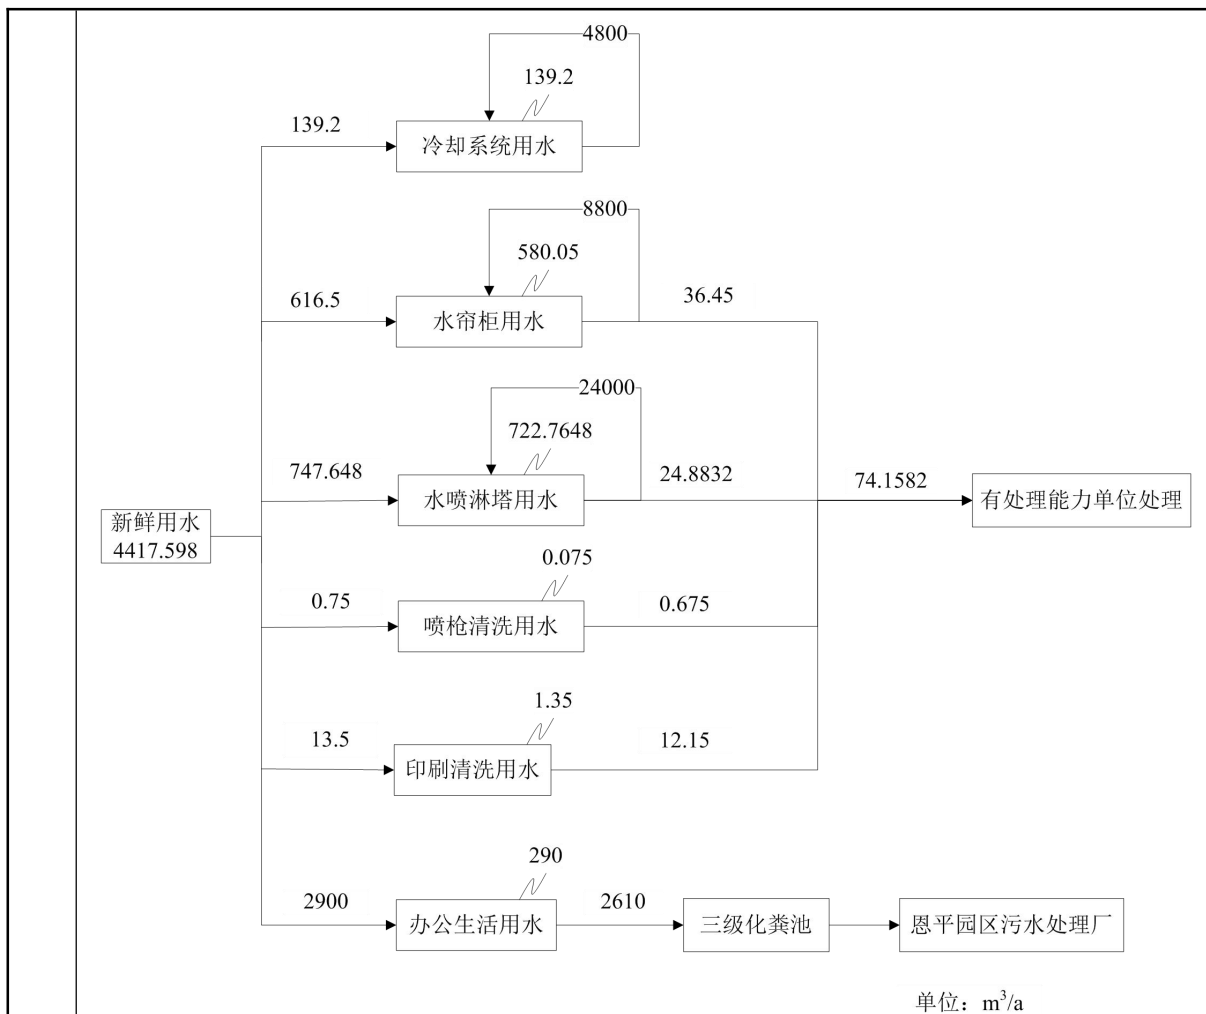 4800
139.2
139.2
冷却系统用水
8800
580.05
616.5
水帘柜用水
36.45
24000
722.7648
747.648
水喷淋塔用水
24.8832
74.1582
有处理能力单位处理
新鲜用水
4417.598
0.075
0.75
喷枪清洗用水
0.675
1.35
13.5
印刷清洗用水
12.15
290
2900
办公生活用水
2610
三级化粪池
恩平园区污水处理厂
单位：m³/a